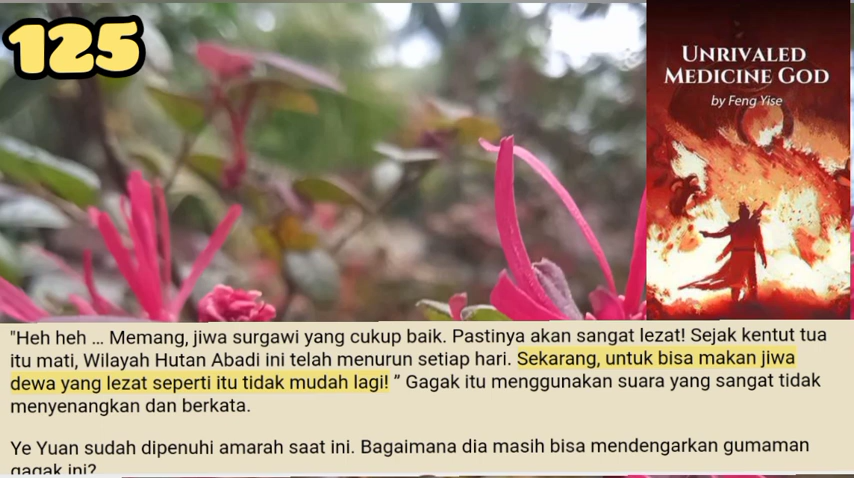 125
UNRIVALED
MEDICINE GOD
by Feng Yise
"Heh heh … Memang, jiwa surgawi yang cukup baik. Pastinya akan sangat lezat! Sejak kentut tua
itu mati, Wilayah Hutan Abadi ini telah menurun setiap hari. Sekarang, untuk bisa makan jiwa
dewa yang lezat seperti itu tidak mudah lagi! ” Gagak itu menggunakan suara yang sangat tidak
menyenangkan dan berkata.
Ye Yuan sudah dipenuhi amarah saat ini. Bagaimana dia masih bisa mendengarkan gumaman
gagak ini?